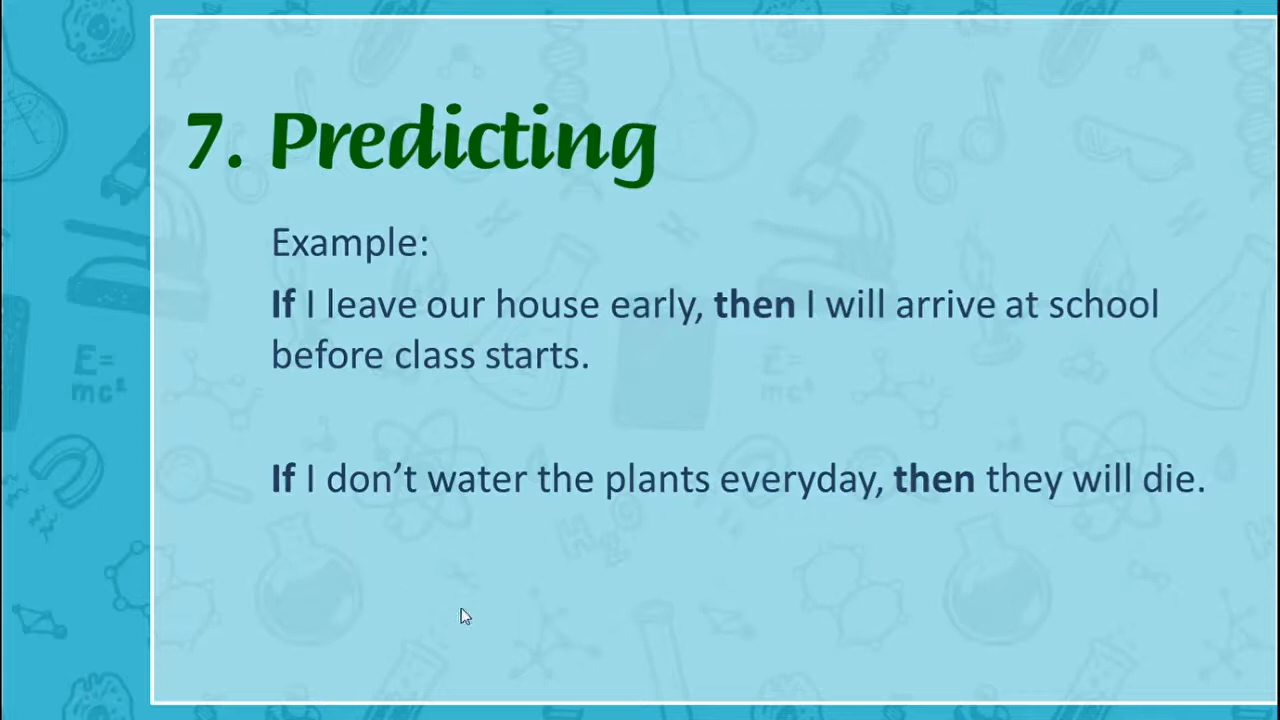 7. Predicting
Example:
If I leave our house early, then I will arrive at school
before class starts.
E=
mc²
If I don’t water the plants everyday, then they will die.